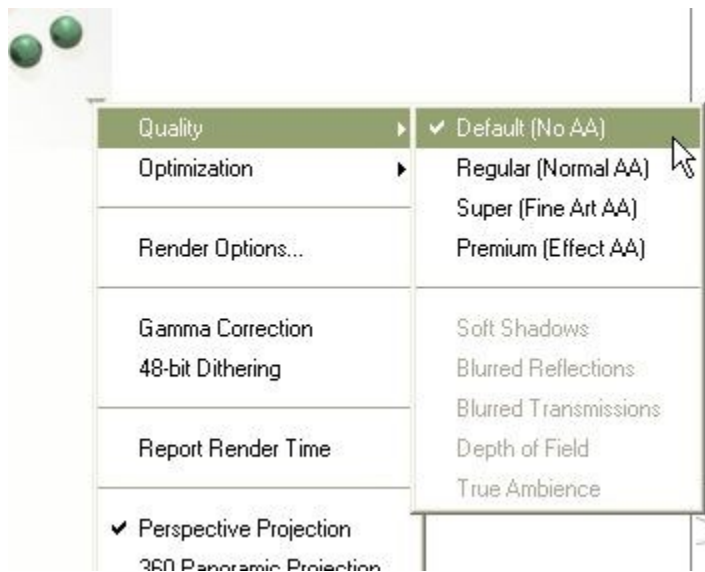 Quality
Optimization
Render Options...
Gamma Correction
48-bit Dithering
Report Render Time
Perspective Projection
360 Panoramic Projection
Default (No AA)
Regular (Normal AA)
Super (Fine Art AA)
Premium (Effect AA)
Soft Shadows
Blurred Reflections
Blurred Transmissions
Depth of Field
True Ambience